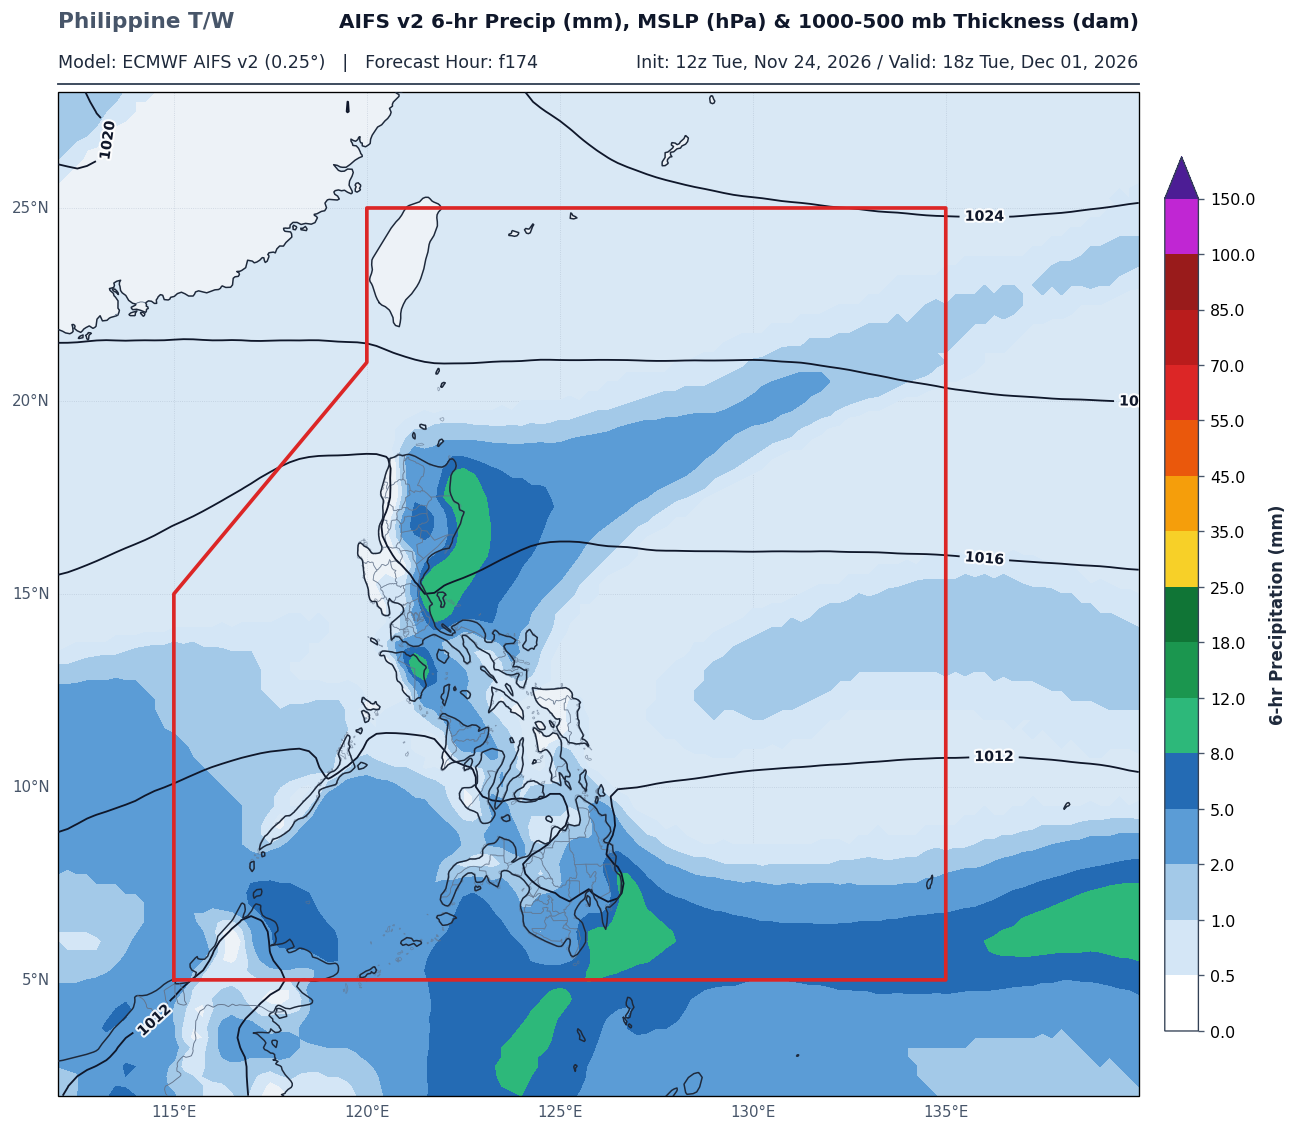 Philippine T/W
AIFS v2 6-hr Precip (mm), MSLP (hPa) & 1000-500 mb Thickness (dam)
Model: ECMWF AIFS v2 (0.25°) | Forecast Hour: f174
Init: 12z Tue, Nov 24, 2026 / Valid: 18z Tue, Dec 01, 2026
1020
1024
10
1016
1012
1012
25°N
20°N
15°N
10°N
5°N
115°E
120°E
125°E
130°E
135°E
150.0
100.0
85.0
70.0
55.0
45.0
35.0
25.0
18.0
12.0
8.0
5.0
2.0
1.0
0.5
0.0
6-hr Precipitation (mm)